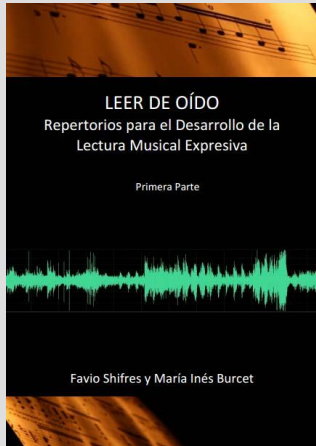 LEER DE OÍDO
Repertorios para el Desarrollo de la
Lectura Musical Expresiva
Primera Parte
Favio Shifres y María Inés Burcet